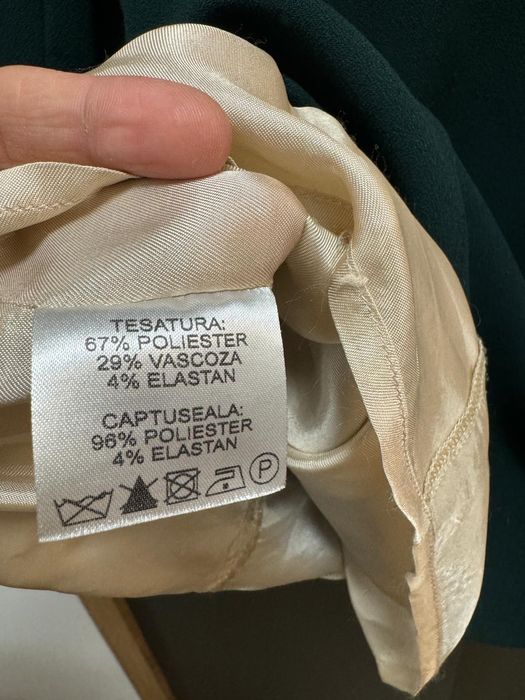 TESATURA:
67% POLIESTER
29% VASCOZA
4% ELASTAN
CAPTUSEALA:
96% POLIESTER
4% ELASTAN
P